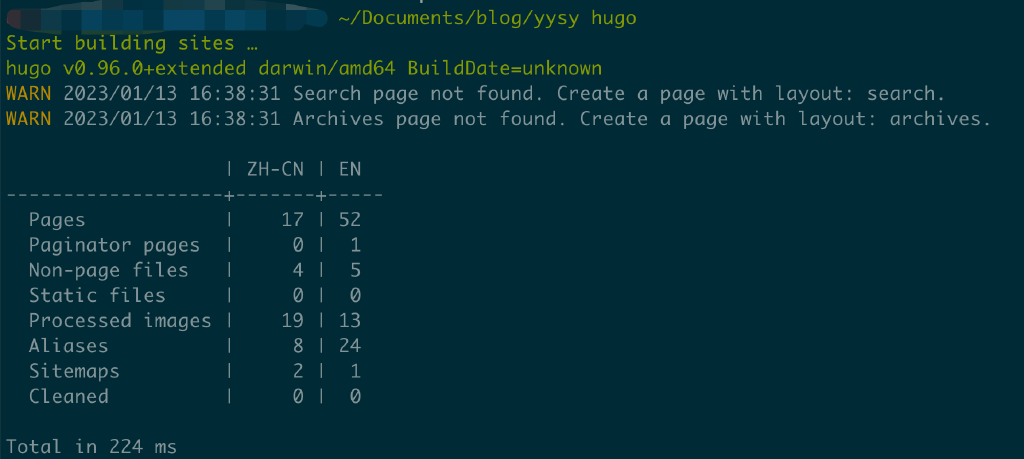 ~/Documents/blog/yysy hugo
Start building sites …
hugo v0.96.0+extended darwin/amd64 BuildDate=unknown
WARN 2023/01/13 16:38:31 Search page not found. Create a page with layout: search.
WARN 2023/01/13 16:38:31 Archives page not found. Create a page with layout: archives.
                   | ZH-CN | EN
-------------------+-------+-----
  Pages            |    17 | 52
  Paginator pages  |     0 |  1
  Non-page files   |     4 |  5
  Static files     |     0 |  0
  Processed images |    19 | 13
  Aliases          |     8 | 24
  Sitemaps         |     2 |  1
  Cleaned          |     0 |  0
Total in 224 ms